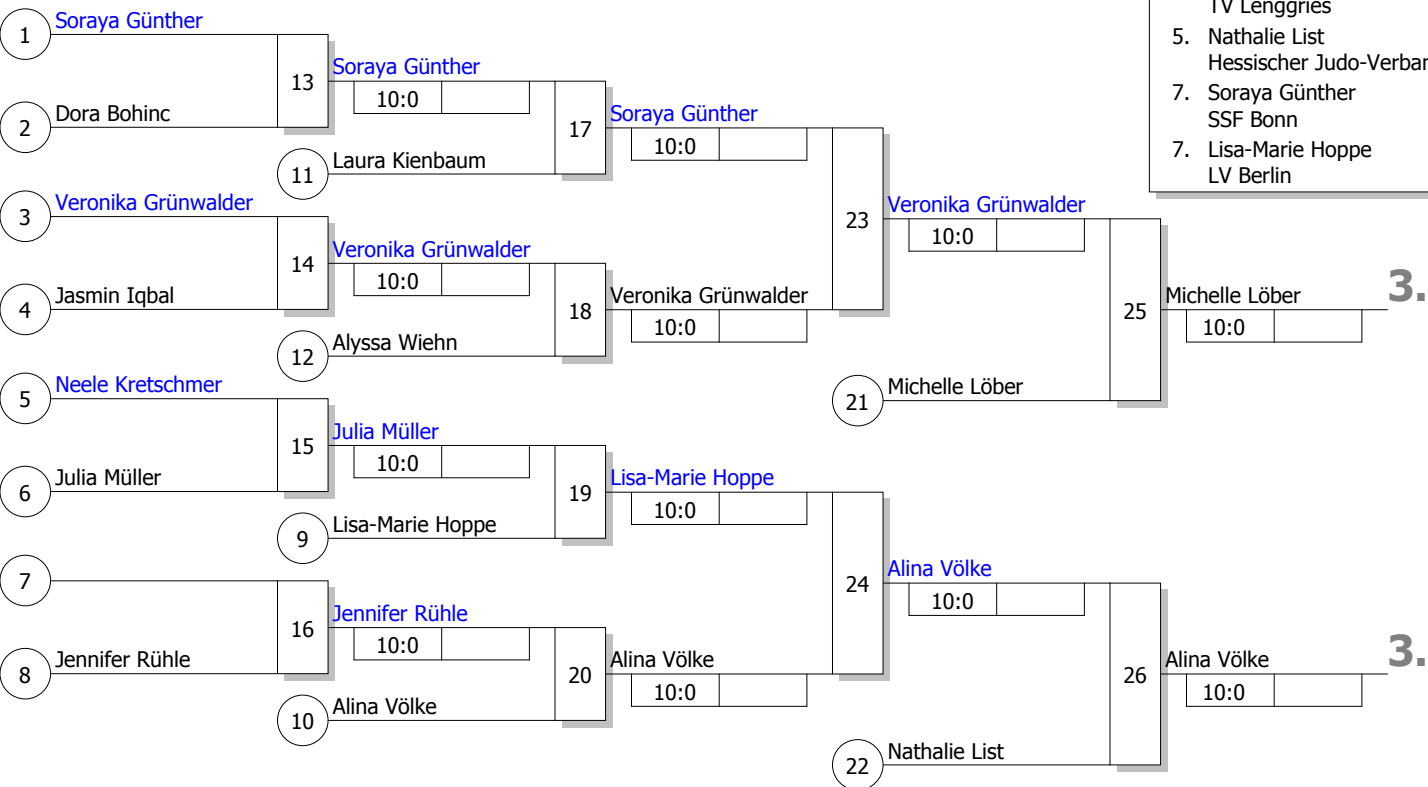 1 Soraya Günther
2 Dora Bohinc
3 Veronika Grünwalder
4 Jasmin Iqbal
5 Neele Kretschmer
6 Julia Müller
7
8 Jennifer Rühle
13
14
15
16
Soraya Günther
10:0
11 Laura Kienbaum
Veronika Grünwalder
10:0
12 Alyssa Wiehn
Julia Müller
10:0
9 Lisa-Marie Hoppe
Jennifer Rühle
10:0
10 Alina Völke
17
18
19
20
Soraya Günther
10:0
Veronika Grünwalder
10:0
Lisa-Marie Hoppe
10:0
Alina Völke
10:0
23
24
Veronika Grünwalder
10:0
21 Michelle Löber
Alina Völke
10:0
22 Nathalie List
25
26
Michelle Löber 3.
10:0
Alina Völke 3.
10:0
TV Lenggries
5. Nathalie List
Hessischer Judo-Verban
7. Soraya Günther
SSF Bonn
7. Lisa-Marie Hoppe
LV Berlin